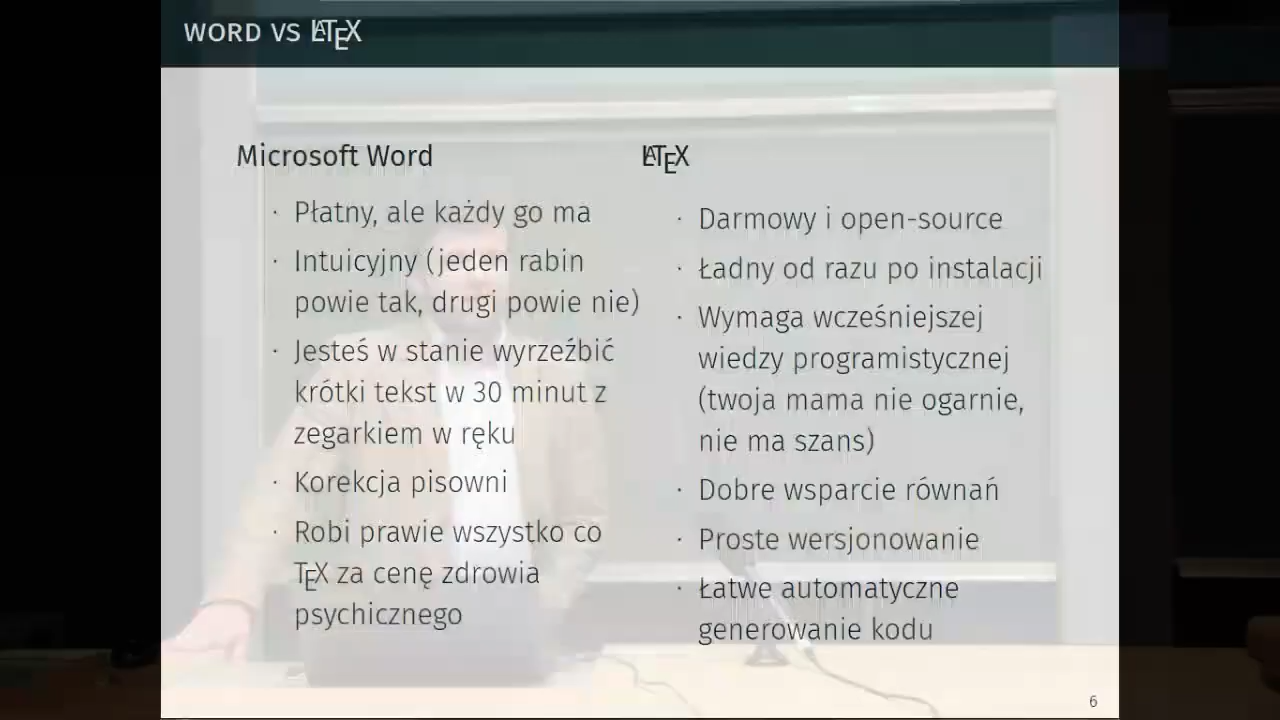 WORD VS LATEX
Microsoft Word
· Płatny, ale każdy go ma
· Intuicyjny (jeden rabin
powie tak, drugi powie nie)
· Jesteś w stanie wyrzeźbić
krótki tekst w 30 minut z
zegarkiem w ręku
· Korekcja pisowni
· Robi prawie wszystko co
TEX za cenę zdrowia
psychicznego
LATEX
· Darmowy i open-source
· Ładny od razu po instalacji
· Wymaga wcześniejszej
wiedzy programistycznej
(twoja mama nie ogarnie,
nie ma szans)
· Dobre wsparcie równań
· Proste wersjonowanie
· Łatwe automatyczne
generowanie kodu
6